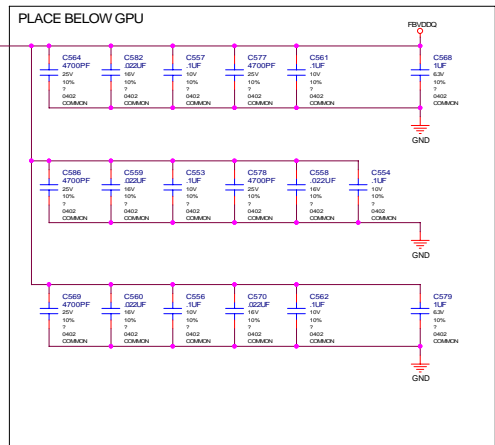 PLACE BELOW GPU
FBVDDQ
C564
4700PF
25V
10%
?
0402
COMMON
C582
.022UF
16V
10%
?
0402
COMMON
C557
.1UF
10V
10%
?
0402
COMMON
C577
4700PF
25V
10%
?
0402
COMMON
C561
.1UF
10V
10%
?
0402
COMMON
C568
1UF
6.3V
10%
?
0402
COMMON
GND
C586
4700PF
25V
10%
?
0402
COMMON
C559
.022UF
16V
10%
?
0402
COMMON
C553
.1UF
10V
10%
?
0402
COMMON
C578
4700PF
25V
10%
?
0402
COMMON
C558
.022UF
16V
10%
?
0402
COMMON
C554
.1UF
10V
10%
?
0402
COMMON
GND
C569
4700PF
25V
10%
?
0402
COMMON
C560
.022UF
16V
10%
?
0402
COMMON
C556
.1UF
10V
10%
?
0402
COMMON
C570
.022UF
16V
10%
?
0402
COMMON
C562
.1UF
10V
10%
?
0402
COMMON
C579
1UF
6.3V
10%
?
0402
COMMON
GND